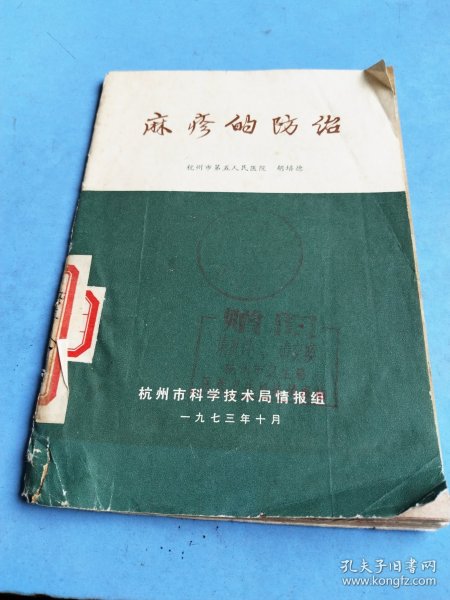 麻疹的防治
杭州市第五人民医院 胡培德
杭州市科学技术局情报组
一九七三年十月
孔夫子旧书网
www.kongfz.com